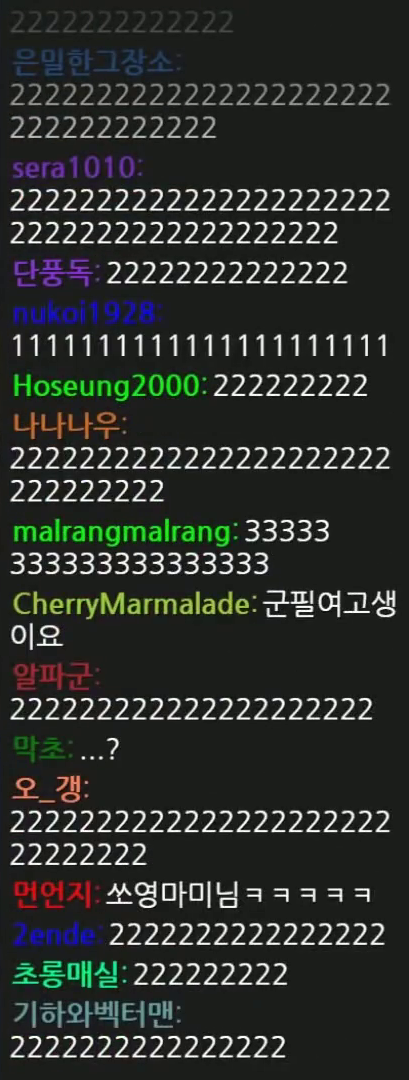 2222222222222
은밀한그장소:
2222222222222222222222
222222222222
sera1010:
2222222222222222222222
2222222222222222222
단풍독: 22222222222222
nukoi1928:
1111111111111111111111
Hoseung2000: 222222222
나나나우:
2222222222222222222222
222222222
malrangmalrang: 33333
333333333333333
CherryMarmalade: 군필여고생
이요
알파군:
222222222222222222222
막초: ...?
오_갱:
2222222222222222222222
22222222
먼언지: 쏘영마미님ㅋㅋㅋㅋㅋ
2ende: 2222222222222222
초롱매실: 222222222
기하와벡터맨:
2222222222222222